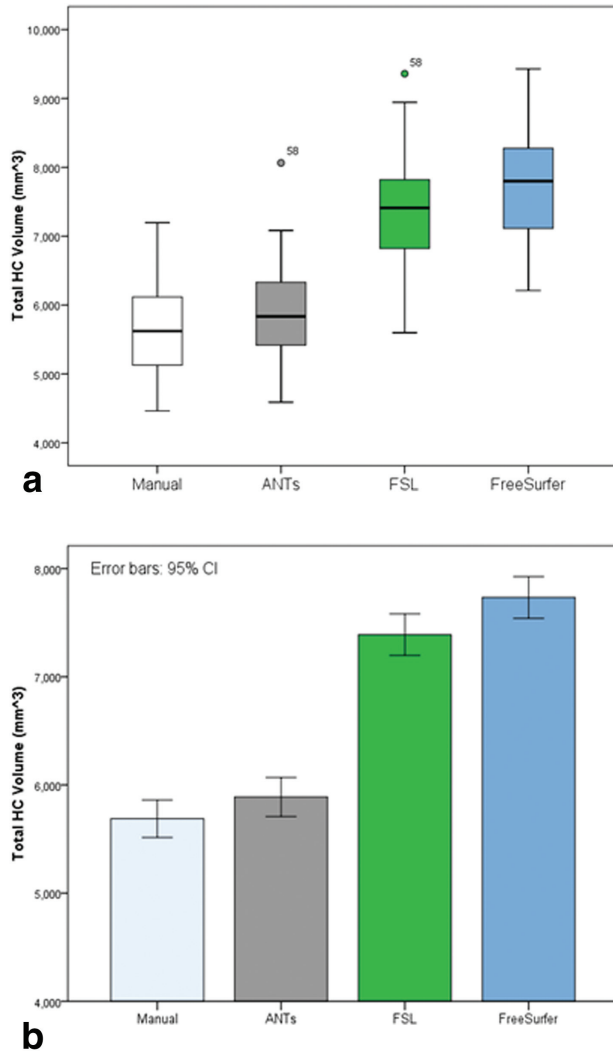 10,000
58
58
9,000
8,000
7,000
6,000
5,000
4,000
Total HC Volume (mm^3)
a
Manual ANTs FSL FreeSurfer
Error bars: 95% CI
8,000
7,000
6,000
5,000
4,000
Total HC Volume (mm^3)
Manual ANTs FSL FreeSurfer
b